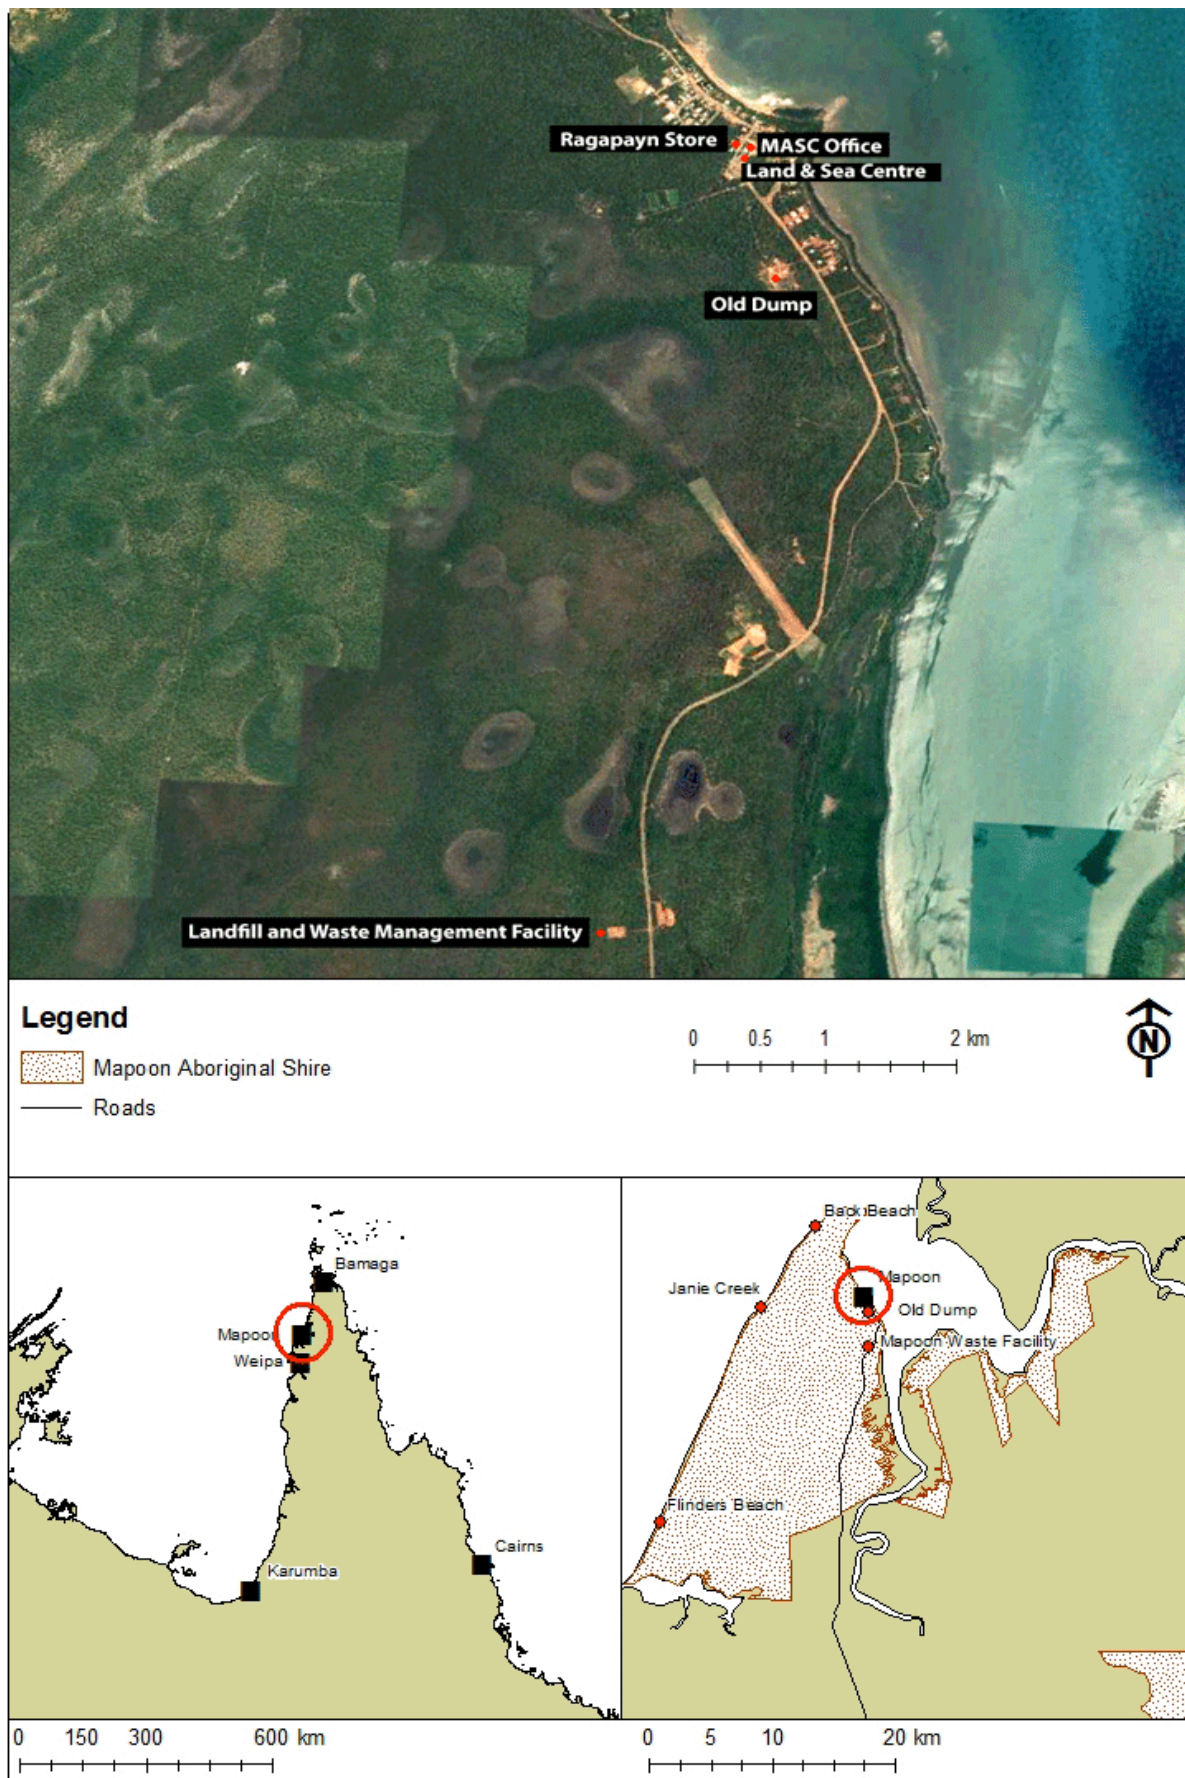 Ragapayn Store
MASC Office
Land & Sea Centre
Old Dump
Landfill and Waste Management Facility
Legend
Mapoon Aboriginal Shire
Roads
0 0.5 1 2 km
N
Bamaga
Mapoon
Weipa
Cairns
Karumba
Back Beach
Mapoon
Janie Creek
Old Dump
Mapoon Waste Facility
Flinders Beach
0 150 300 600 km
0 5 10 20 km